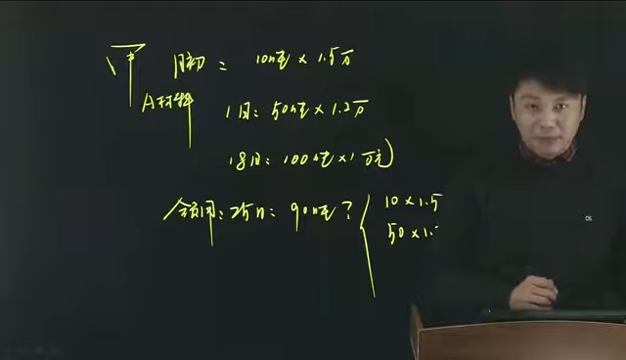 月初: 10吨 × 1.5万
A材料
1日: 50吨 × 1.2万
18日: 100吨 × 1万元)
领用: 25日: 90吨? { 10 × 1.5
50 × 1.